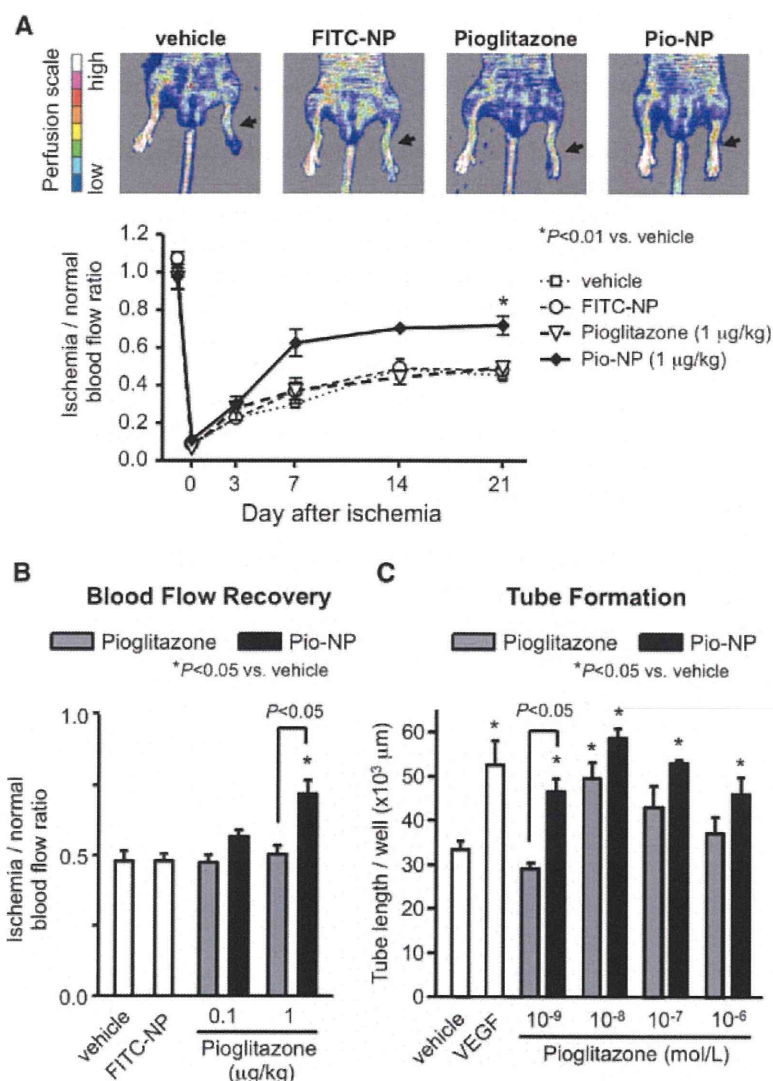 A
vehicle
FITC-NP
Pioglitazone
Pio-NP
Perfusion scale
high
low
*P<0.01 vs. vehicle
vehicle
FITC-NP
Pioglitazone (1 μg/kg)
Pio-NP (1 μg/kg)
Ischemia / normal
blood flow ratio
1.2
1.0
0.8
0.6
0.4
0.2
0.0
*
0 3 7 14 21
Day after ischemia
B
Blood Flow Recovery
Pioglitazone Pio-NP
*P<0.05 vs. vehicle
Ischemia / normal
blood flow ratio
1.0
0.5
0.0
P<0.05
*
vehicle
FITC-NP
0.1 1
Pioglitazone
(μg/kg)
C
Tube Formation
Pioglitazone Pio-NP
*P<0.05 vs. vehicle
Tube length / well (x10³ μm)
60
50
40
30
20
10
0
*
P<0.05
*
* *
*
*
vehicle
VEGF
10⁻⁹ 10⁻⁸ 10⁻⁷ 10⁻⁶
Pioglitazone (mol/L)